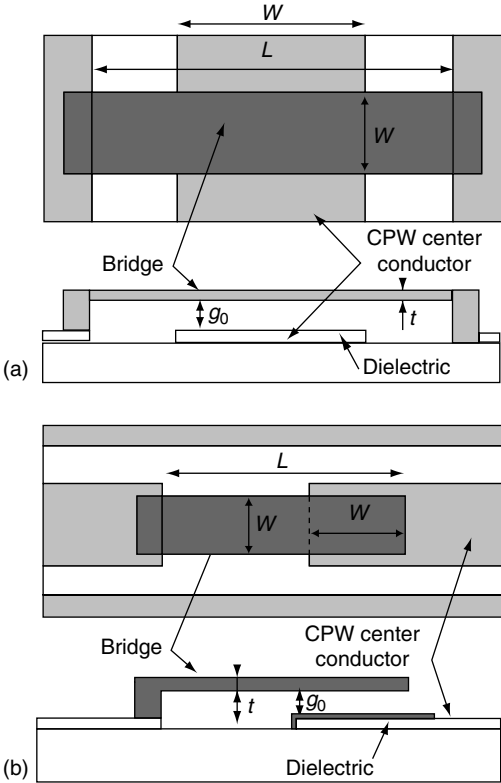 W
L
W
Bridge
CPW center
conductor
g0
t
Dielectric
(a)
L
W
W
Bridge
CPW center
conductor
t
g0
Dielectric
(b)